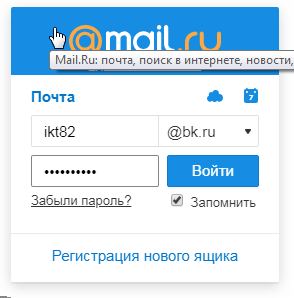 @mail.ru
Mail.Ru: почта, поиск в интернете, новости,
Почта
7
ikt82 @bk.ru
•••••••••• Войти
Забыли пароль? Запомнить
Регистрация нового ящика